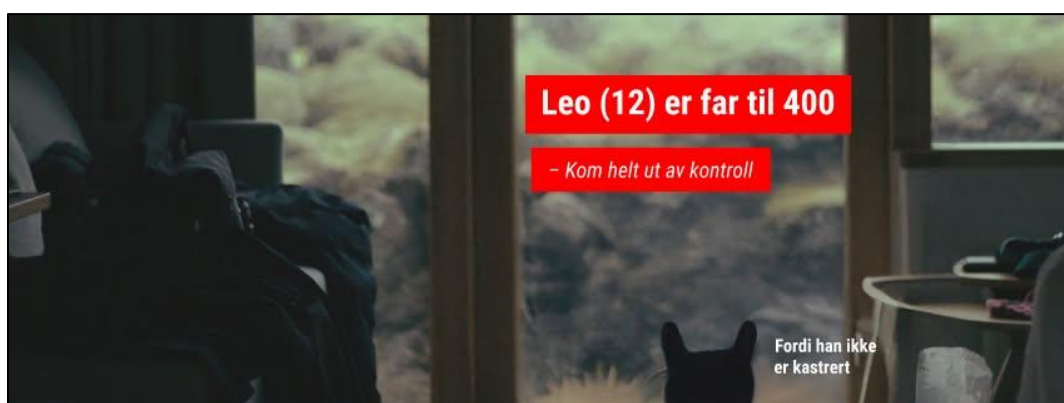 Leo (12) er far til 400
– Kom helt ut av kontroll
Fordi han ikke
er kastrert